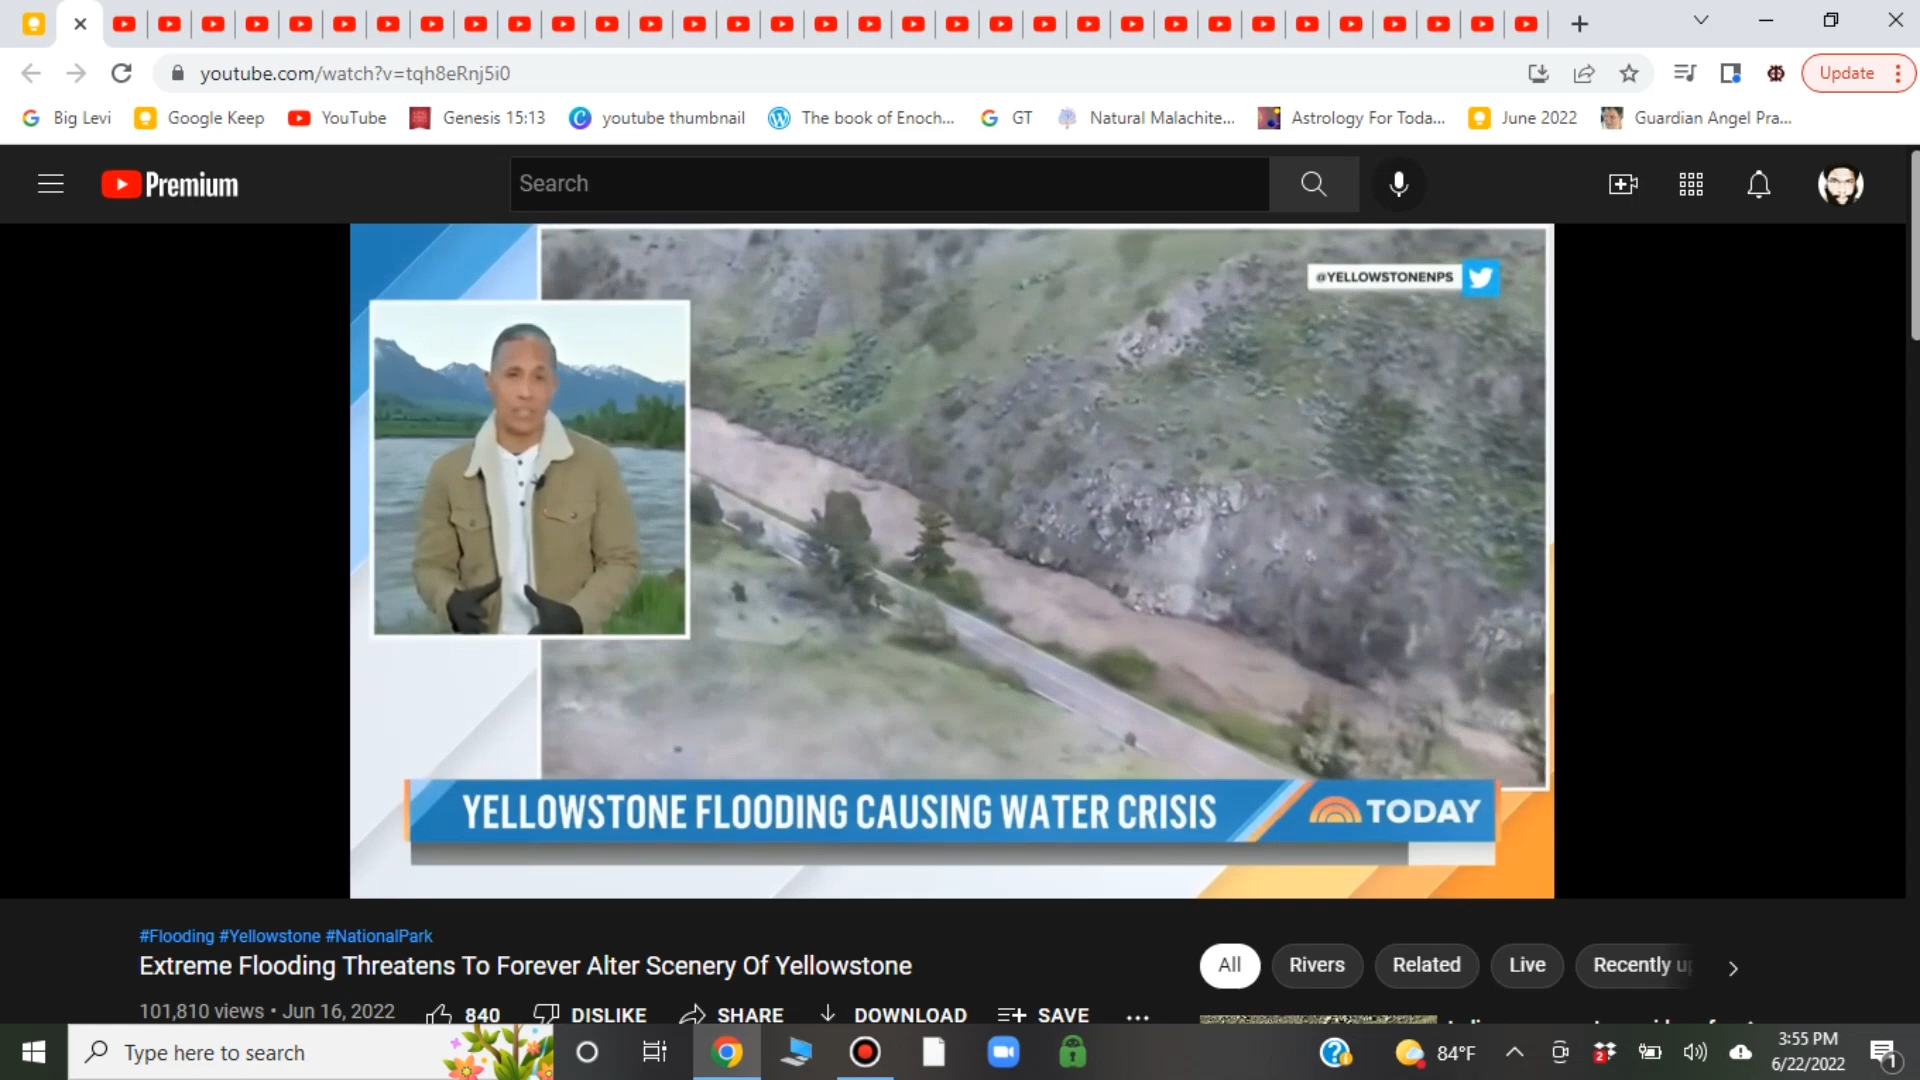 youtube.com/watch?v=tqh8eRnj5i0
Update
Big Levi
Google Keep
YouTube
Genesis 15:13
youtube thumbnail
The book of Enoch...
GT
Natural Malachite...
Astrology For Toda...
June 2022
Guardian Angel Pra...
Premium
Search
@YELLOWSTONENPS
YELLOWSTONE FLOODING CAUSING WATER CRISIS
TODAY
#Flooding #Yellowstone #NationalPark
Extreme Flooding Threatens To Forever Alter Scenery Of Yellowstone
101,810 views • Jun 16, 2022
840
DISLIKE
SHARE
DOWNLOAD
SAVE
All
Rivers
Related
Live
Recently
Type here to search
84°F
2
3:55 PM
6/22/2022
1